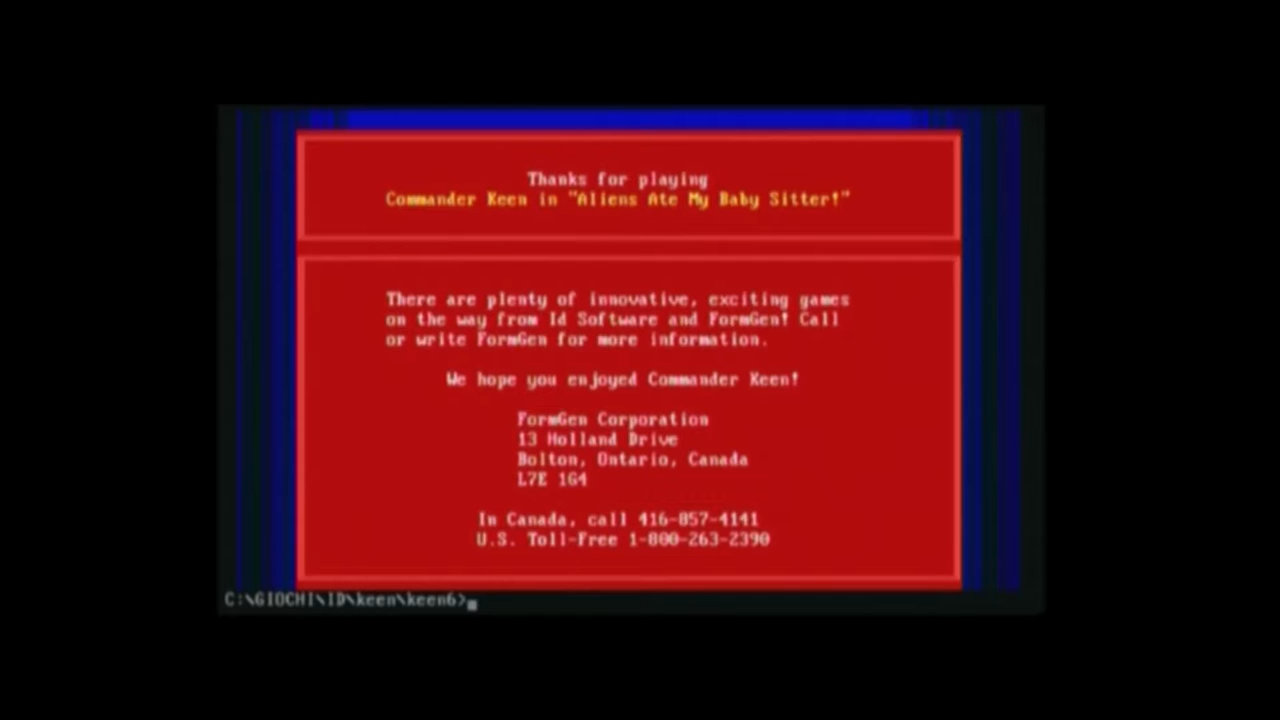 Thanks for playing
Commander Keen in "Aliens Ate My Baby Sitter!"
There are plenty of innovative, exciting games
on the way from Id Software and FormGen! Call
or write FormGen for more information.
We hope you enjoyed Commander Keen!
FormGen Corporation
13 Holland Drive
Bolton, Ontario, Canada
L7E 1G4
In Canada, call 416-857-4141
U.S. Toll-Free 1-800-263-2390
C:\GIOCHI\ID\keen\keen6>